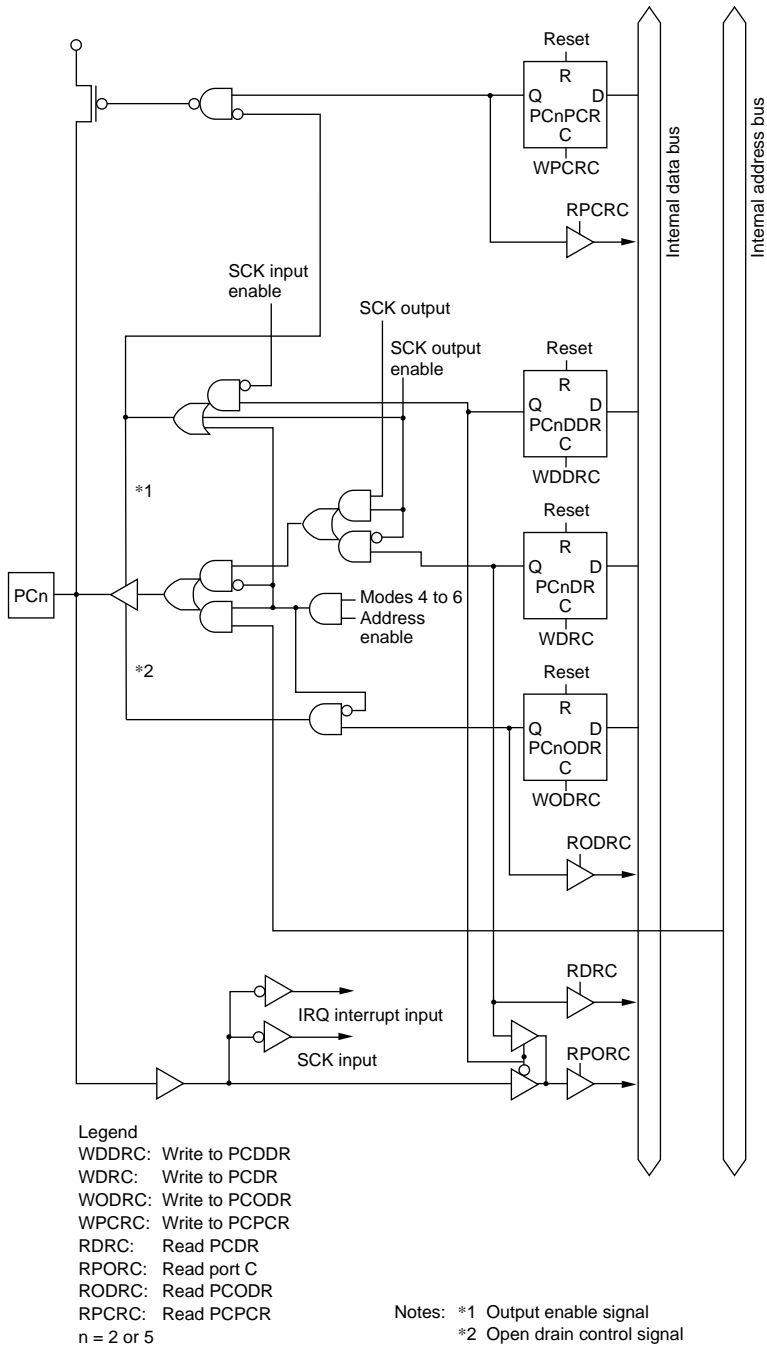 Reset
R
Q D
PCnPCR
C
WPCRC
RPCRC
Internal data bus
Internal address bus
SCK input
enable
SCK output
SCK output
enable
Reset
R
Q D
PCnDDR
C
WDDRC
*1
Reset
R
Q D
PCnDR
C
WDRC
PCn
Modes 4 to 6
Address
enable
*2
Reset
R
Q D
PCnODR
C
WODRC
RODRC
RDRC
IRQ interrupt input
SCK input
RPORC
Legend
WDDRC: Write to PCDDR
WDRC: Write to PCDR
WODRC: Write to PCODR
WPCRC: Write to PCPCR
RDRC: Read PCDR
RPORC: Read port C
RODRC: Read PCODR
RPCRC: Read PCPCR
n = 2 or 5
Notes: *1 Output enable signal
*2 Open drain control signal